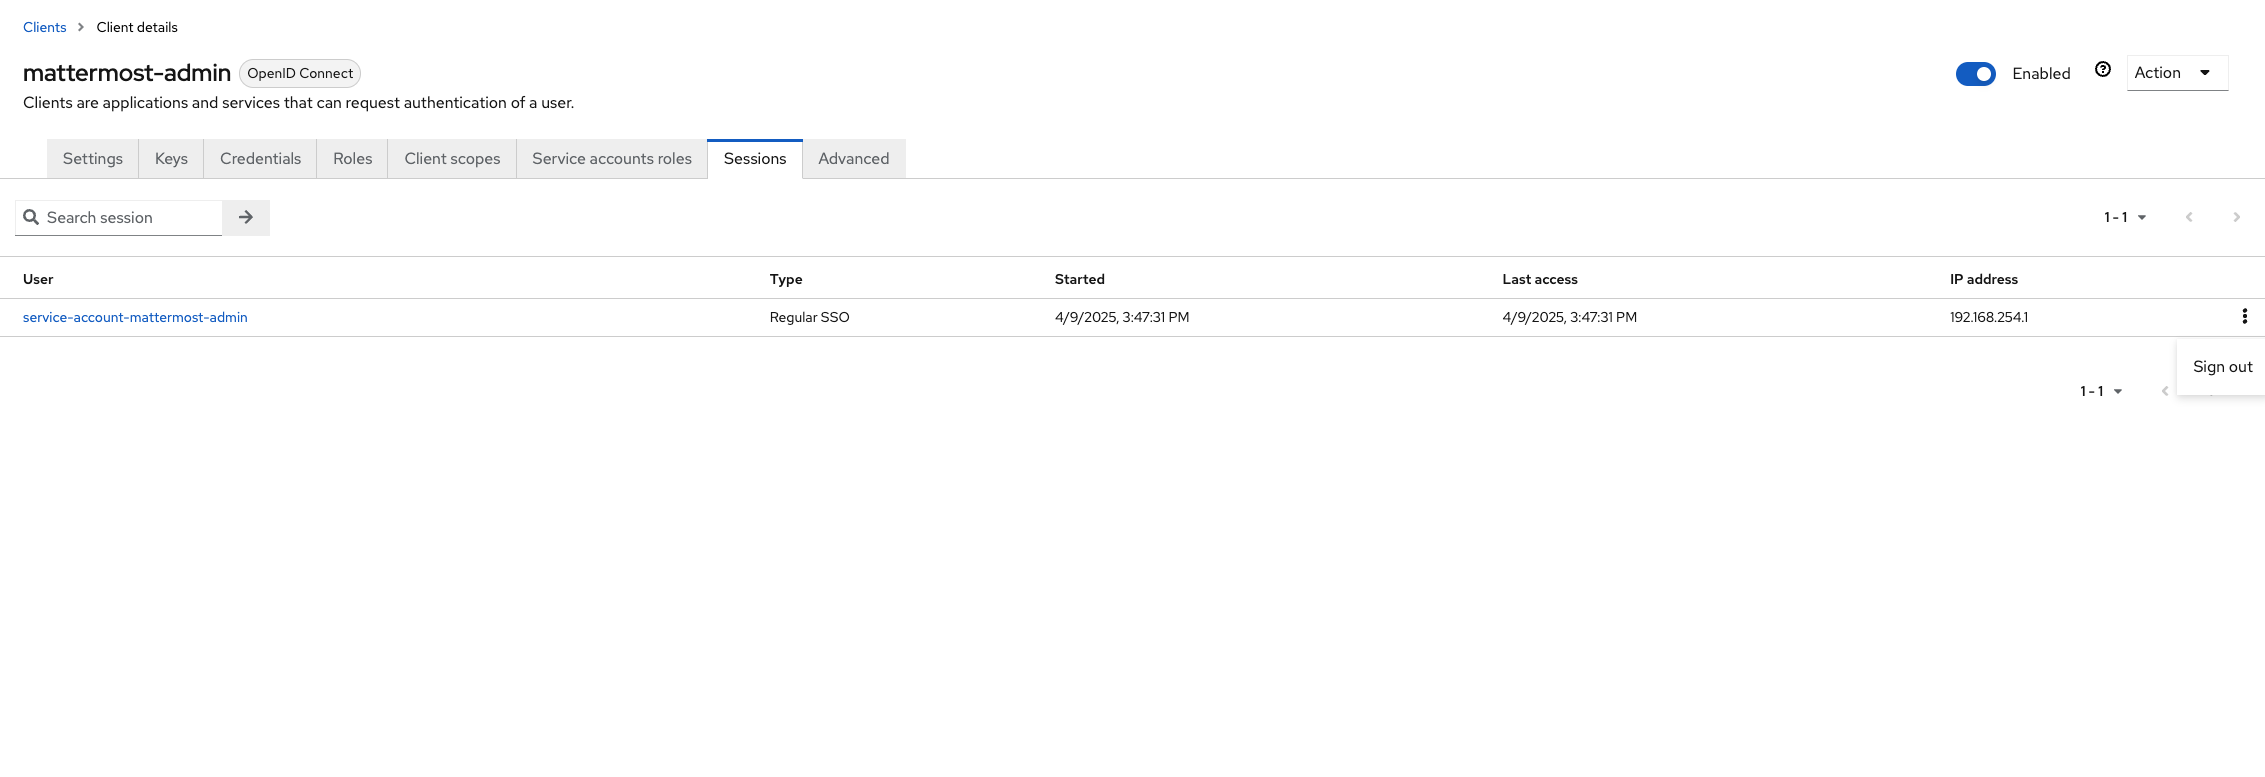 Clients > Client details
mattermost-admin OpenID Connect
Enabled Action
Clients are applications and services that can request authentication of a user.
Settings Keys Credentials Roles Client scopes Service accounts roles Sessions Advanced
Search session 1 - 1
User Type Started Last access IP address
service-account-mattermost-admin Regular SSO 4/9/2025, 3:47:31 PM 4/9/2025, 3:47:31 PM 192.168.254.1
Sign out
1 - 1